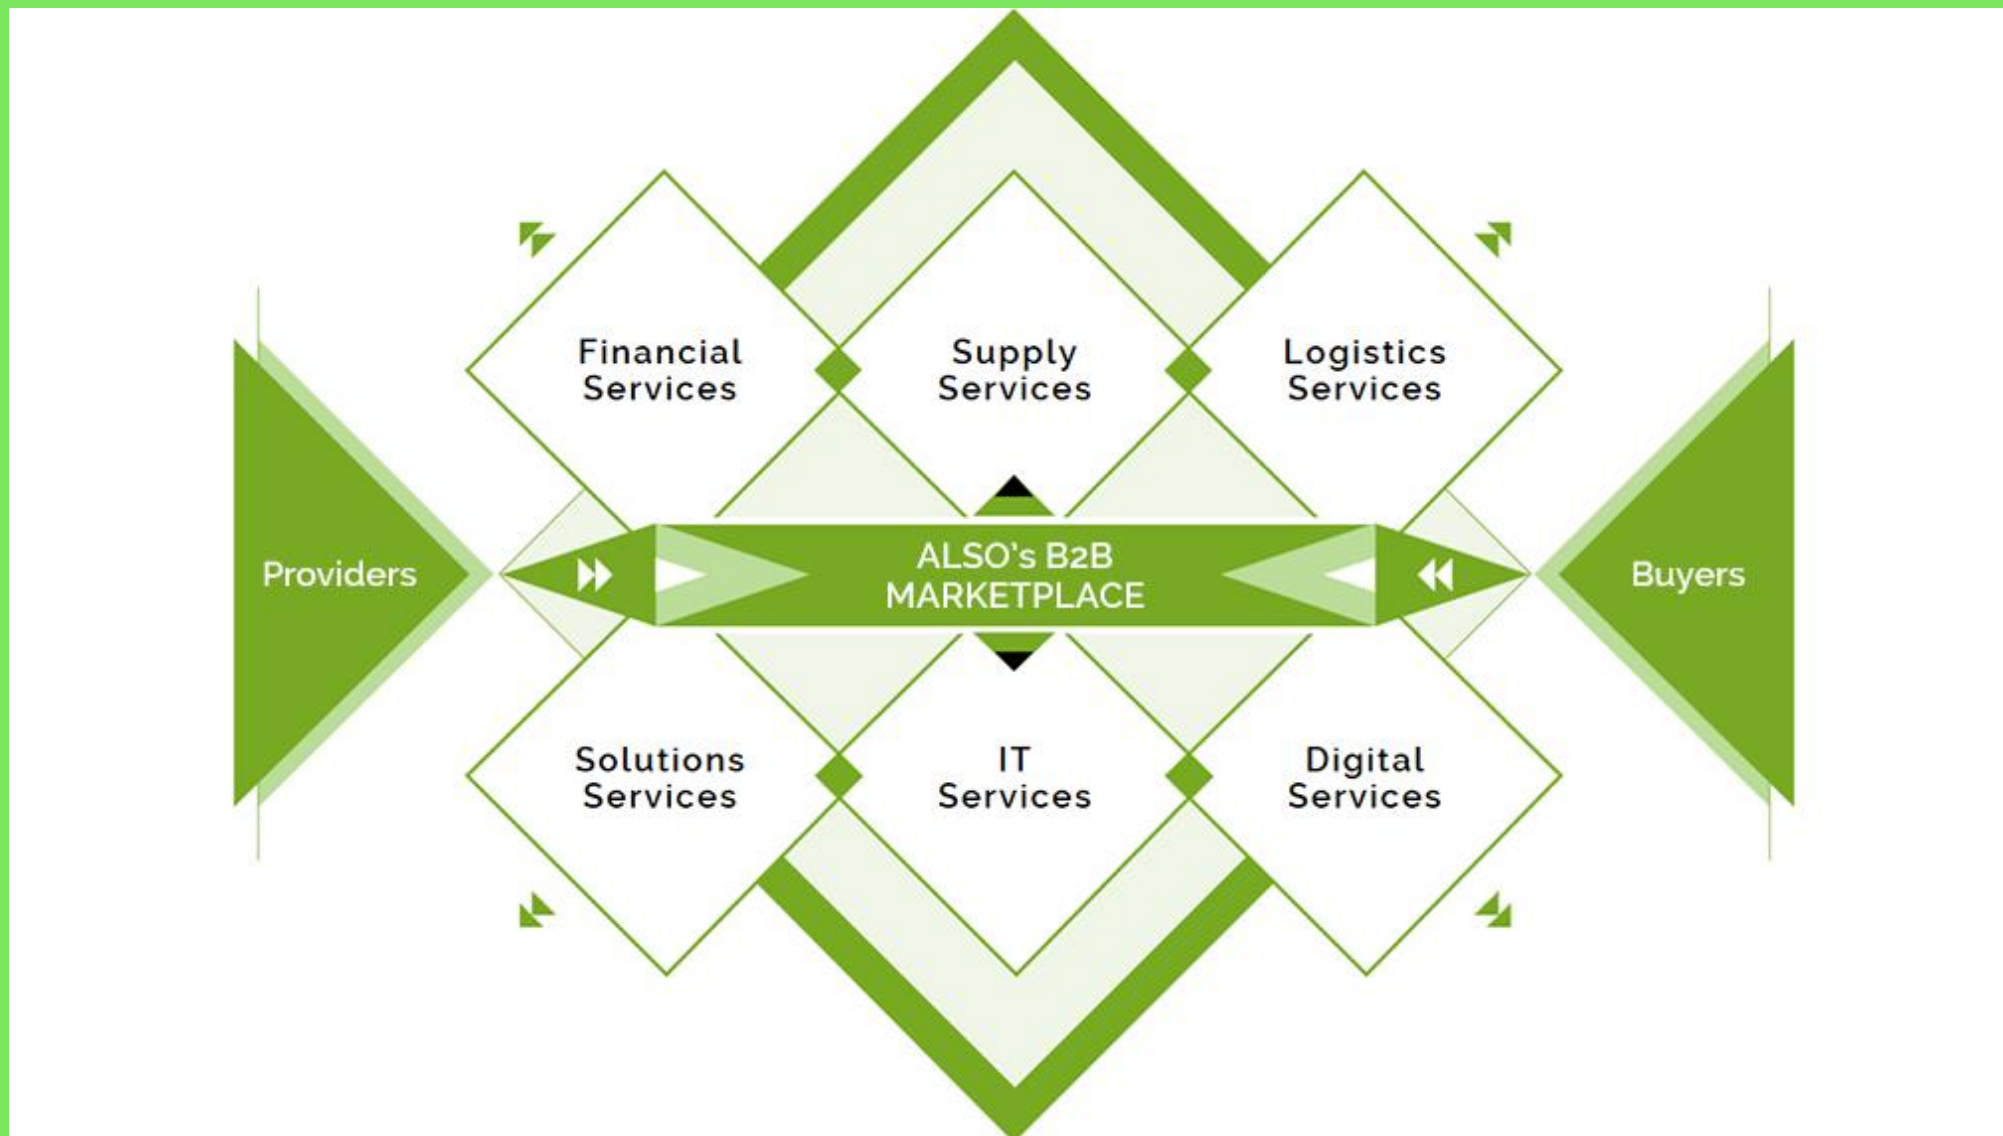 Financial
Services
Supply
Services
Logistics
Services
Providers
ALSO's B2B
MARKETPLACE
Buyers
Solutions
Services
IT
Services
Digital
Services